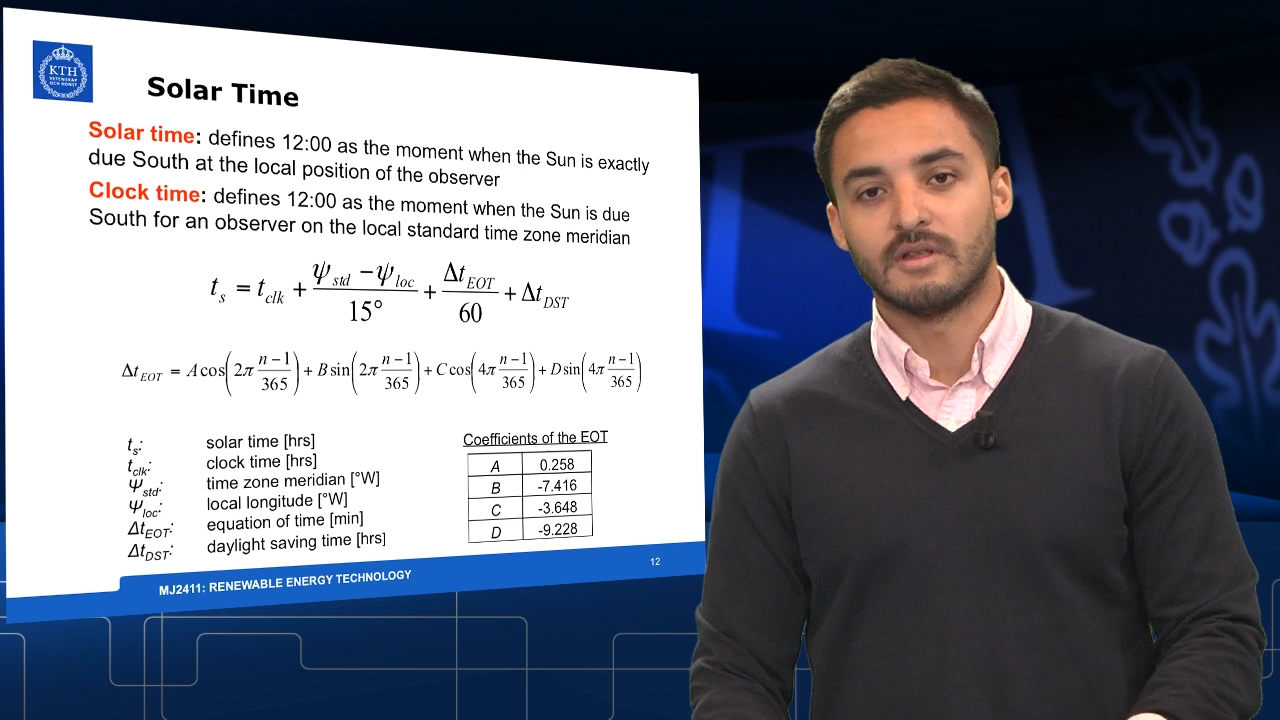 KTH
VETENSKAP
OCH KONST
Solar Time
Solar time: defines 12:00 as the moment when the Sun is exactly
due South at the local position of the observer
Clock time: defines 12:00 as the moment when the Sun is due
South for an observer on the local standard time zone meridian
t_s = t_clk + (ψ_std − ψ_loc)/15° + Δt_EOT/60 + Δt_DST
Δt_EOT = A cos(2π (n−1)/365) + B sin(2π (n−1)/365) + C cos(4π (n−1)/365) + D sin(4π (n−1)/365)
t_s: solar time [hrs]
t_clk: clock time [hrs]
Ψ_std: time zone meridian [°W]
Ψ_loc: local longitude [°W]
Δt_EOT: equation of time [min]
Δt_DST: daylight saving time [hrs]
Coefficients of the EOT
A 0.258
B -7.416
C -3.648
D -9.228
12
MJ2411: RENEWABLE ENERGY TECHNOLOGY